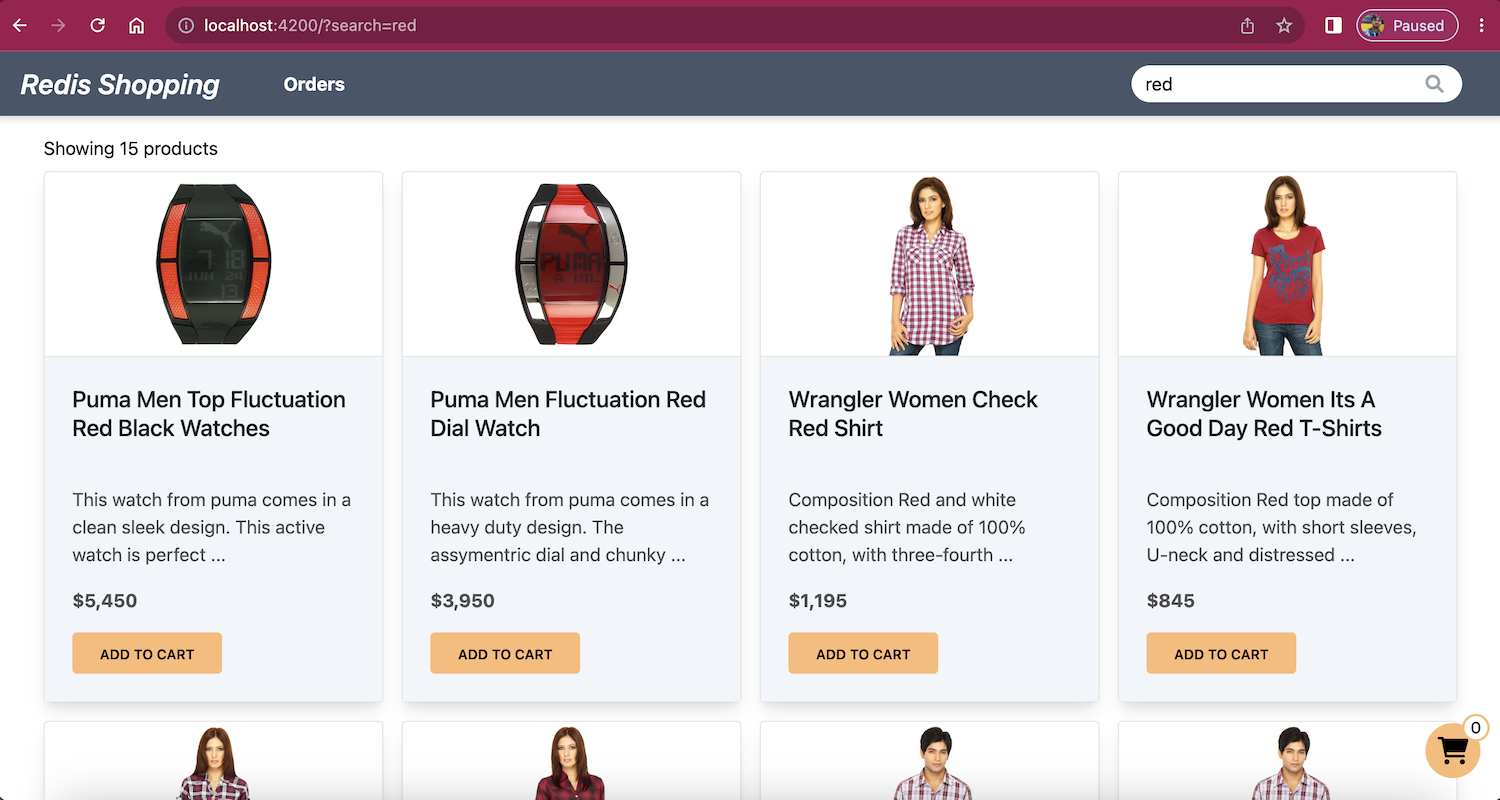 localhost:4200/?search=red
Paused
Redis Shopping
Orders
red
Showing 15 products
Puma Men Top Fluctuation
Red Black Watches
This watch from puma comes in a
clean sleek design. This active
watch is perfect ...
$5,450
ADD TO CART
Puma Men Fluctuation Red
Dial Watch
This watch from puma comes in a
heavy duty design. The
assymentric dial and chunky ...
$3,950
ADD TO CART
Wrangler Women Check
Red Shirt
Composition Red and white
checked shirt made of 100%
cotton, with three-fourth ...
$1,195
ADD TO CART
Wrangler Women Its A
Good Day Red T-Shirts
Composition Red top made of
100% cotton, with short sleeves,
U-neck and distressed ...
$845
ADD TO CART
0